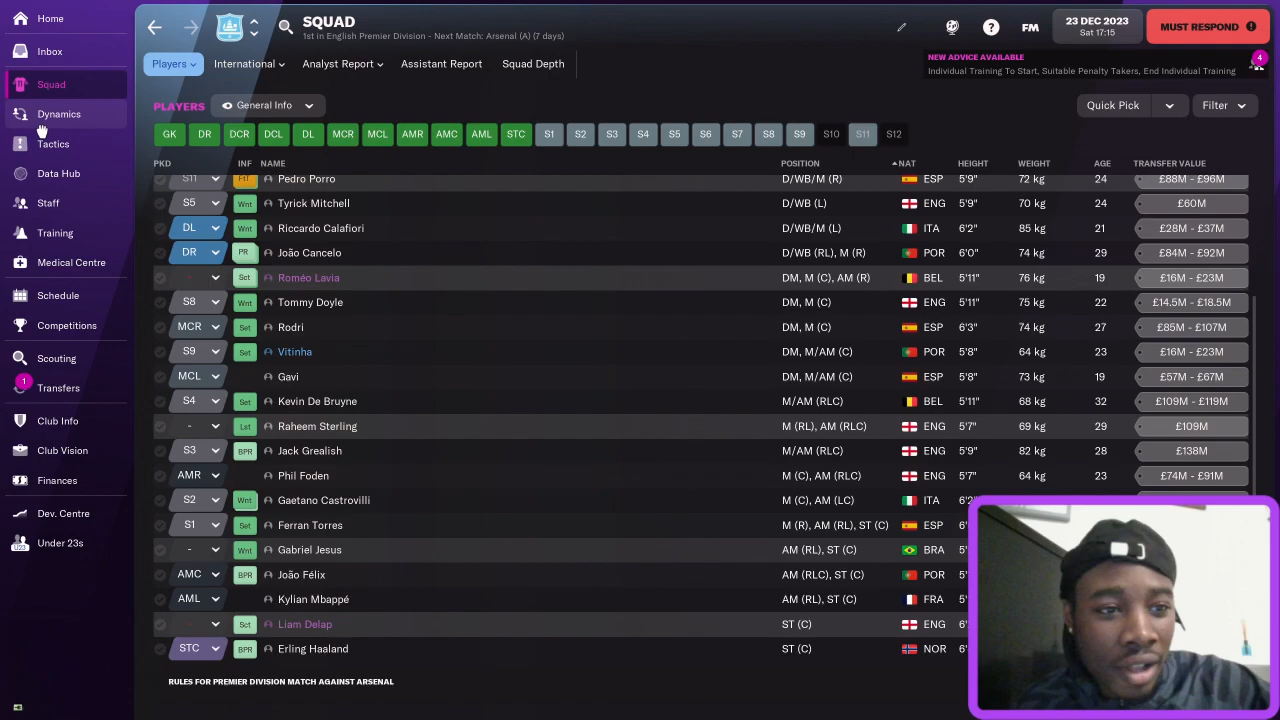 Home
Inbox
Squad
Dynamics
Tactics
Data Hub
Staff
Training
Medical Centre
Schedule
Competitions
Scouting
1
Transfers
Club Info
Club Vision
Finances
Dev. Centre
U23 Under 23s
SQUAD
1st in English Premier Division - Next Match: Arsenal (A) (7 days)
? FM
23 DEC 2023
Sat 17:15
MUST RESPOND
Players International Analyst Report Assistant Report Squad Depth
NEW ADVICE AVAILABLE
Individual Training To Start, Suitable Penalty Takers, End Individual Training
4
PLAYERS General Info Quick Pick Filter
GK DR DCR DCL DL MCR MCL AMR AMC AML STC S1 S2 S3 S4 S5 S6 S7 S8 S9 S10 S11 S12
PKD INF NAME POSITION NAT HEIGHT WEIGHT AGE TRANSFER VALUE
S11 Fit Pedro Porro D/WB/M (R) ESP 5'9" 72 kg 24 £88M - £96M
S5 Wnt Tyrick Mitchell D/WB (L) ENG 5'9" 70 kg 24 £60M
DL Wnt Riccardo Calafiori D/WB/M (L) ITA 6'2" 85 kg 21 £28M - £37M
DR PR João Cancelo D/WB (RL), M (R) POR 6'0" 74 kg 29 £84M - £92M
- Sct Roméo Lavia DM, M (C), AM (R) BEL 5'11" 76 kg 19 £16M - £23M
S8 Wnt Tommy Doyle DM, M (C) ENG 5'11" 75 kg 22 £14.5M - £18.5M
MCR Set Rodri DM, M (C) ESP 6'3" 74 kg 27 £85M - £107M
S9 Set Vitinha DM, M/AM (C) POR 5'8" 64 kg 23 £16M - £23M
MCL Gavi DM, M/AM (C) ESP 5'8" 73 kg 19 £57M - £67M
S4 Set Kevin De Bruyne M/AM (RLC) BEL 5'11" 68 kg 32 £109M - £119M
- Lst Raheem Sterling M (RL), AM (RLC) ENG 5'7" 69 kg 29 £109M
S3 BPR Jack Grealish M/AM (RLC) ENG 5'9" 82 kg 28 £138M
AMR Phil Foden M (C), AM (RLC) ENG 5'7" 64 kg 23 £74M - £91M
S2 Wnt Gaetano Castrovilli M (C), AM (LC) ITA 6'2"
S1 Set Ferran Torres M (R), AM (RL), ST (C) ESP 6'
- Wnt Gabriel Jesus AM (RL), ST (C) BRA 5'
AMC BPR João Félix AM (RLC), ST (C) POR 5'
AML Kylian Mbappé AM (RL), ST (C) FRA 5'
- Sct Liam Delap ST (C) ENG 6'
STC BPR Erling Haaland ST (C) NOR 6'
RULES FOR PREMIER DIVISION MATCH AGAINST ARSENAL